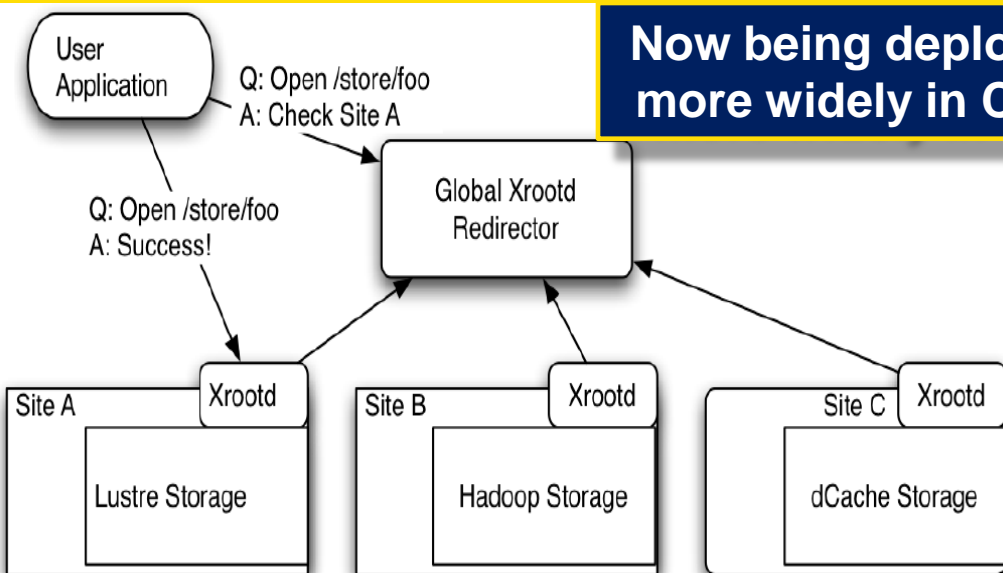 Now being deplo
more widely in C
User
Application
Q: Open /store/foo
A: Check Site A
Global Xrootd
Redirector
Q: Open /store/foo
A: Success!
Site A
Xrootd
Lustre Storage
Site B
Xrootd
Hadoop Storage
Site C
Xrootd
dCache Storage